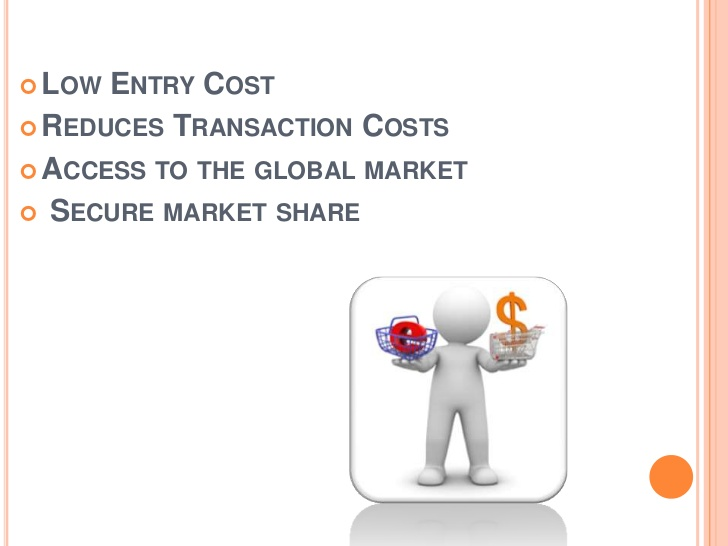 Low Entry Cost
Reduces Transaction Costs
Access to the global market
Secure market share
e
$